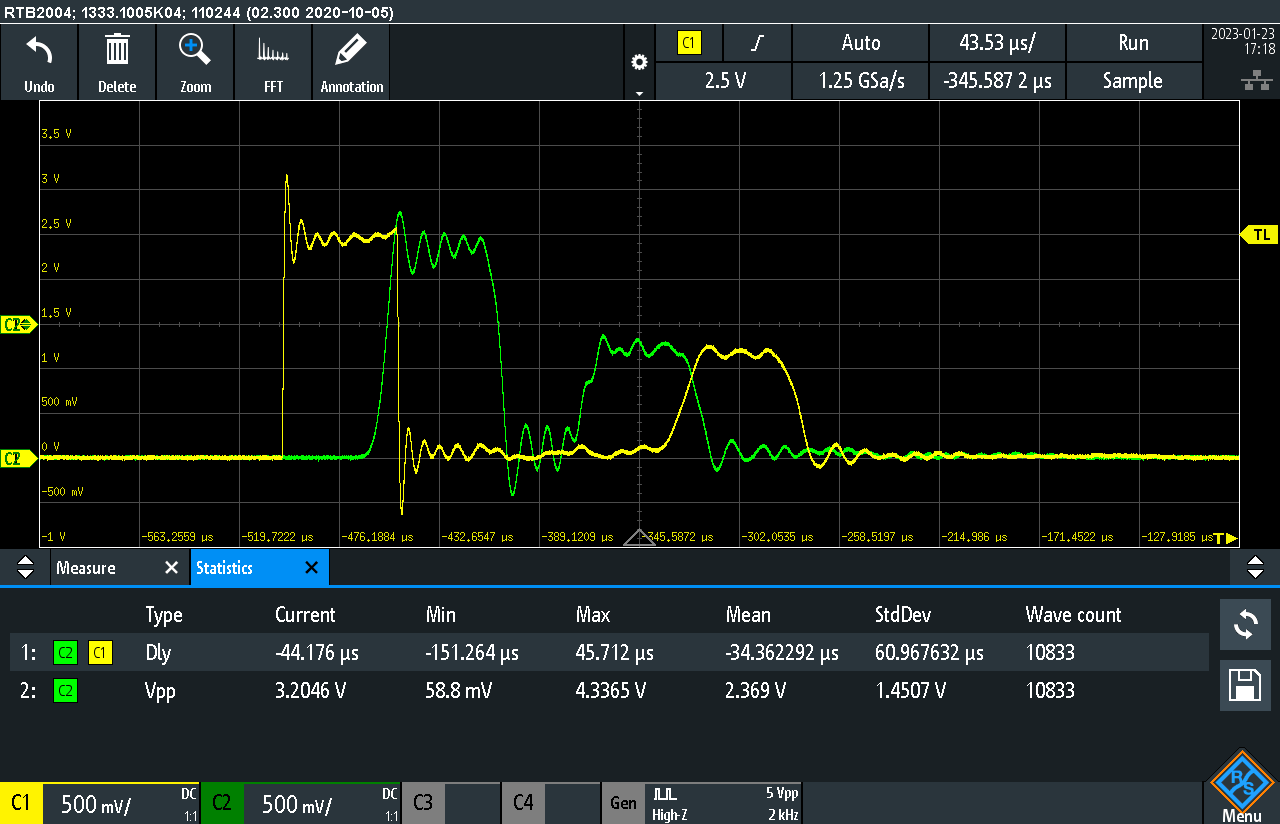 RTB2004; 1333.1005K04; 110244 (02.300 2020-10-05)
Undo Delete Zoom FFT Annotation
C1 Auto 43.53 µs/ Run
2.5 V 1.25 GSa/s -345.587 2 µs Sample
2023-01-23
17:18
3.5 V
3 V
2.5 V
TL
2 V
1.5 V
1 V
500 mV
0 V
C2
-500 mV
-1 V
-563.2559 µs -519.7222 µs -476.1884 µs -432.6547 µs -389.1209 µs -345.5872 µs -302.0535 µs -258.5197 µs -214.986 µs -171.4522 µs -127.9185 µs T
Measure Statistics
Type Current Min Max Mean StdDev Wave count
1: C2 C1 Dly -44.176 µs -151.264 µs 45.712 µs -34.362292 µs 60.967632 µs 10833
2: C2 Vpp 3.2046 V 58.8 mV 4.3365 V 2.369 V 1.4507 V 10833
C1 500 mV/ DC 1:1 C2 500 mV/ DC 1:1 C3 C4 Gen High-Z 5 Vpp 2 kHz
R S
Menu